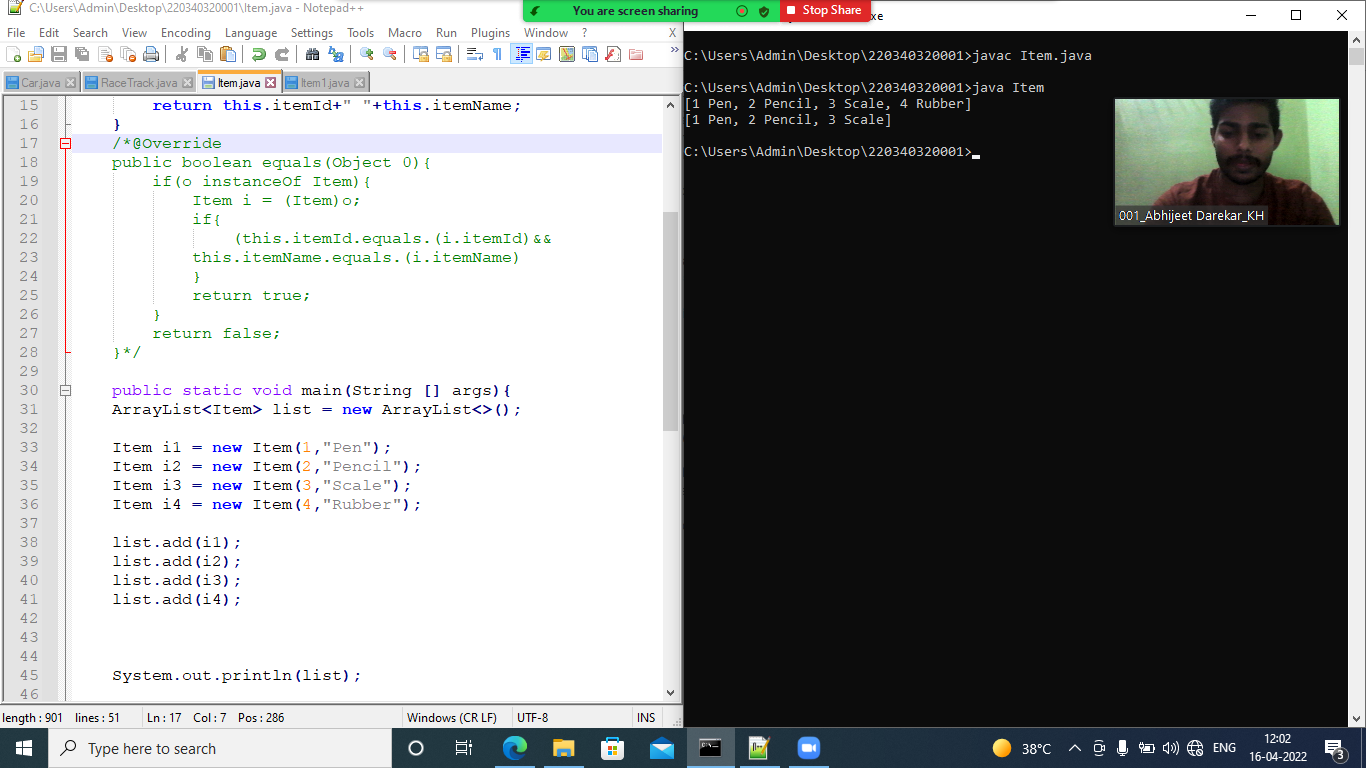 C:\Users\Admin\Desktop\220340320001\Item.java - Notepad++
You are screen sharing
Stop Share
File Edit Search View Encoding Language Settings Tools Macro Run Plugins Window ? X
Car.java RaceTrack.java Item.java Item1.java
15 return this.itemId+" "+this.itemName;
16 }
17 /*@Override
18 public boolean equals(Object 0){
19 if(o instanceOf Item){
20 Item i = (Item)o;
21 if{
22 (this.itemId.equals.(i.itemId)&&
23 this.itemName.equals.(i.itemName)
24 }
25 return true;
26 }
27 return false;
28 }*/
29
30 public static void main(String [] args){
31 ArrayList<Item> list = new ArrayList<>();
32
33 Item i1 = new Item(1,"Pen");
34 Item i2 = new Item(2,"Pencil");
35 Item i3 = new Item(3,"Scale");
36 Item i4 = new Item(4,"Rubber");
37
38 list.add(i1);
39 list.add(i2);
40 list.add(i3);
41 list.add(i4);
42
43
44
45 System.out.println(list);
46
length : 901 lines : 51 Ln : 17 Col : 7 Pos : 286 Windows (CR LF) UTF-8 INS
C:\Users\Admin\Desktop\220340320001>javac Item.java
C:\Users\Admin\Desktop\220340320001>java Item
[1 Pen, 2 Pencil, 3 Scale, 4 Rubber]
[1 Pen, 2 Pencil, 3 Scale]
C:\Users\Admin\Desktop\220340320001>
001_Abhijeet Darekar_KH
Type here to search
38°C
ENG
12:02
16-04-2022
3